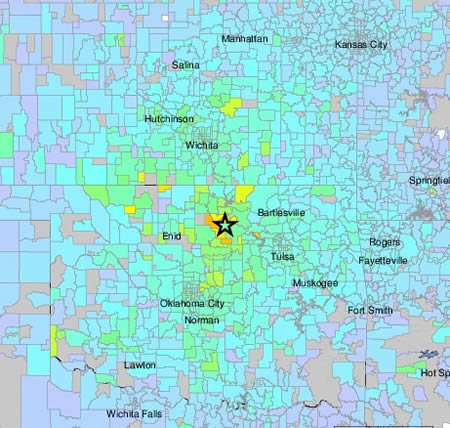 Manhattan
Kansas City
Salina
Hutchinson
Wichita
Springfiel
Bartlesville
Enid
Rogers
Tulsa
Fayetteville
Muskogee
Oklahoma City
Fort Smith
Norman
Lawton
Hot Sp
Wichita Falls